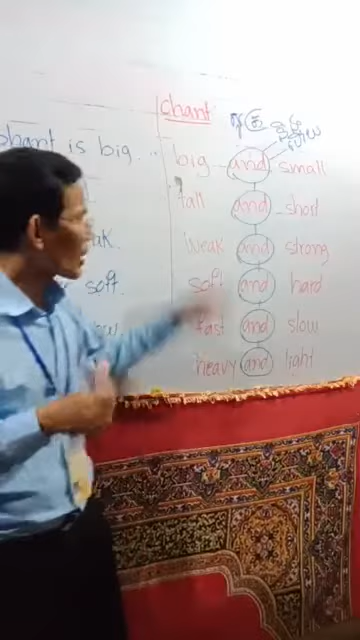 chant
is big. big and small
tall and short
weak and strong
soft. soft and hard
fast and slow
heavy and light